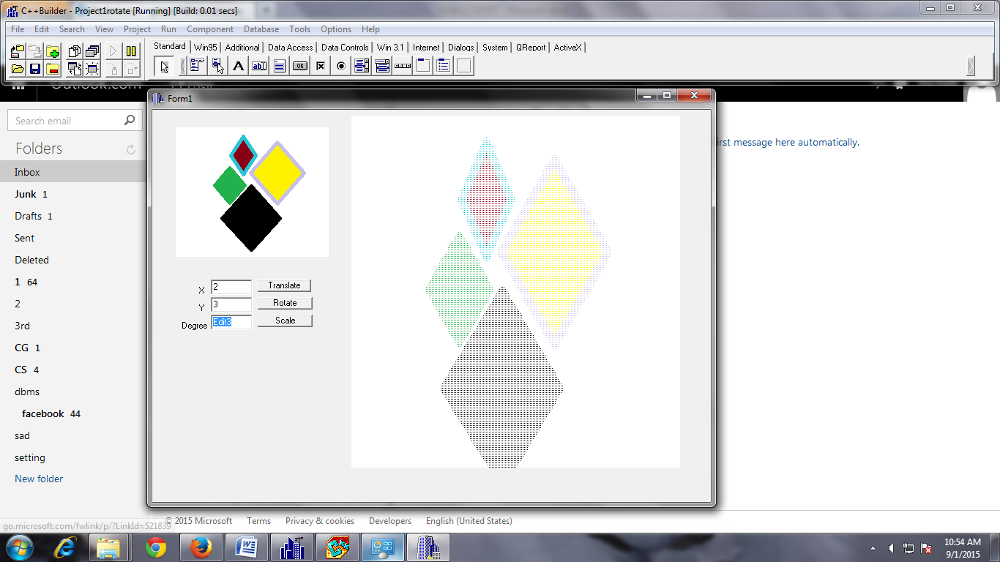 C++Builder - Project1rotate [Running] [Build: 0.01 secs]
File Edit Search View Project Run Component Database Tools Options Help
Standard Win95 Additional Data Access Data Controls Win 3.1 Internet Dialogs System QReport ActiveX
A ab OK
Outlook.com
Form1
Search email
irst message here automatically.
Folders
Inbox
Junk 1
Drafts 1
Sent
Deleted
1 64
2
3rd
CG 1
CS 4
dbms
facebook 44
sad
setting
New folder
X 2 Translate
Y 3 Rotate
Degree Edit3 Scale
go.microsoft.com/fwlink/p/?LinkId=521839
© 2015 Microsoft Terms Privacy & cookies Developers English (United States)
10:54 AM
9/1/2015